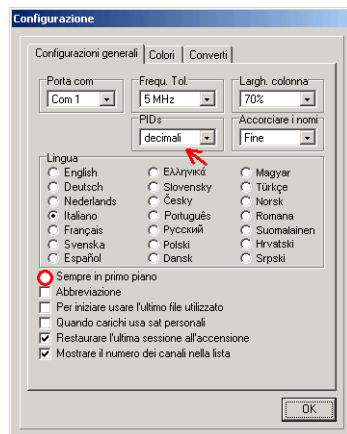 Configurazione
Configurazioni generali Colori Converti
Porta com Frequ. Tol. Largh. colonna
Com 1 5 MHz 70%
PIDs Accorciare i nomi
decimali Fine
Lingua
English Ελληνικά Magyar
Deutsch Slovensky Türkçe
Nederlands Česky Norsk
Italiano Português Romana
Français Русский Suomalainen
Svenska Polski Hrvatski
Español Dansk Srpski
Sempre in primo piano
Abbreviazione
Per iniziare usare l'ultimo file utilizzato
Quando carichi usa sat personali
Restaurare l'ultima sessione all'accensione
Mostrare il numero dei canali nella lista
OK